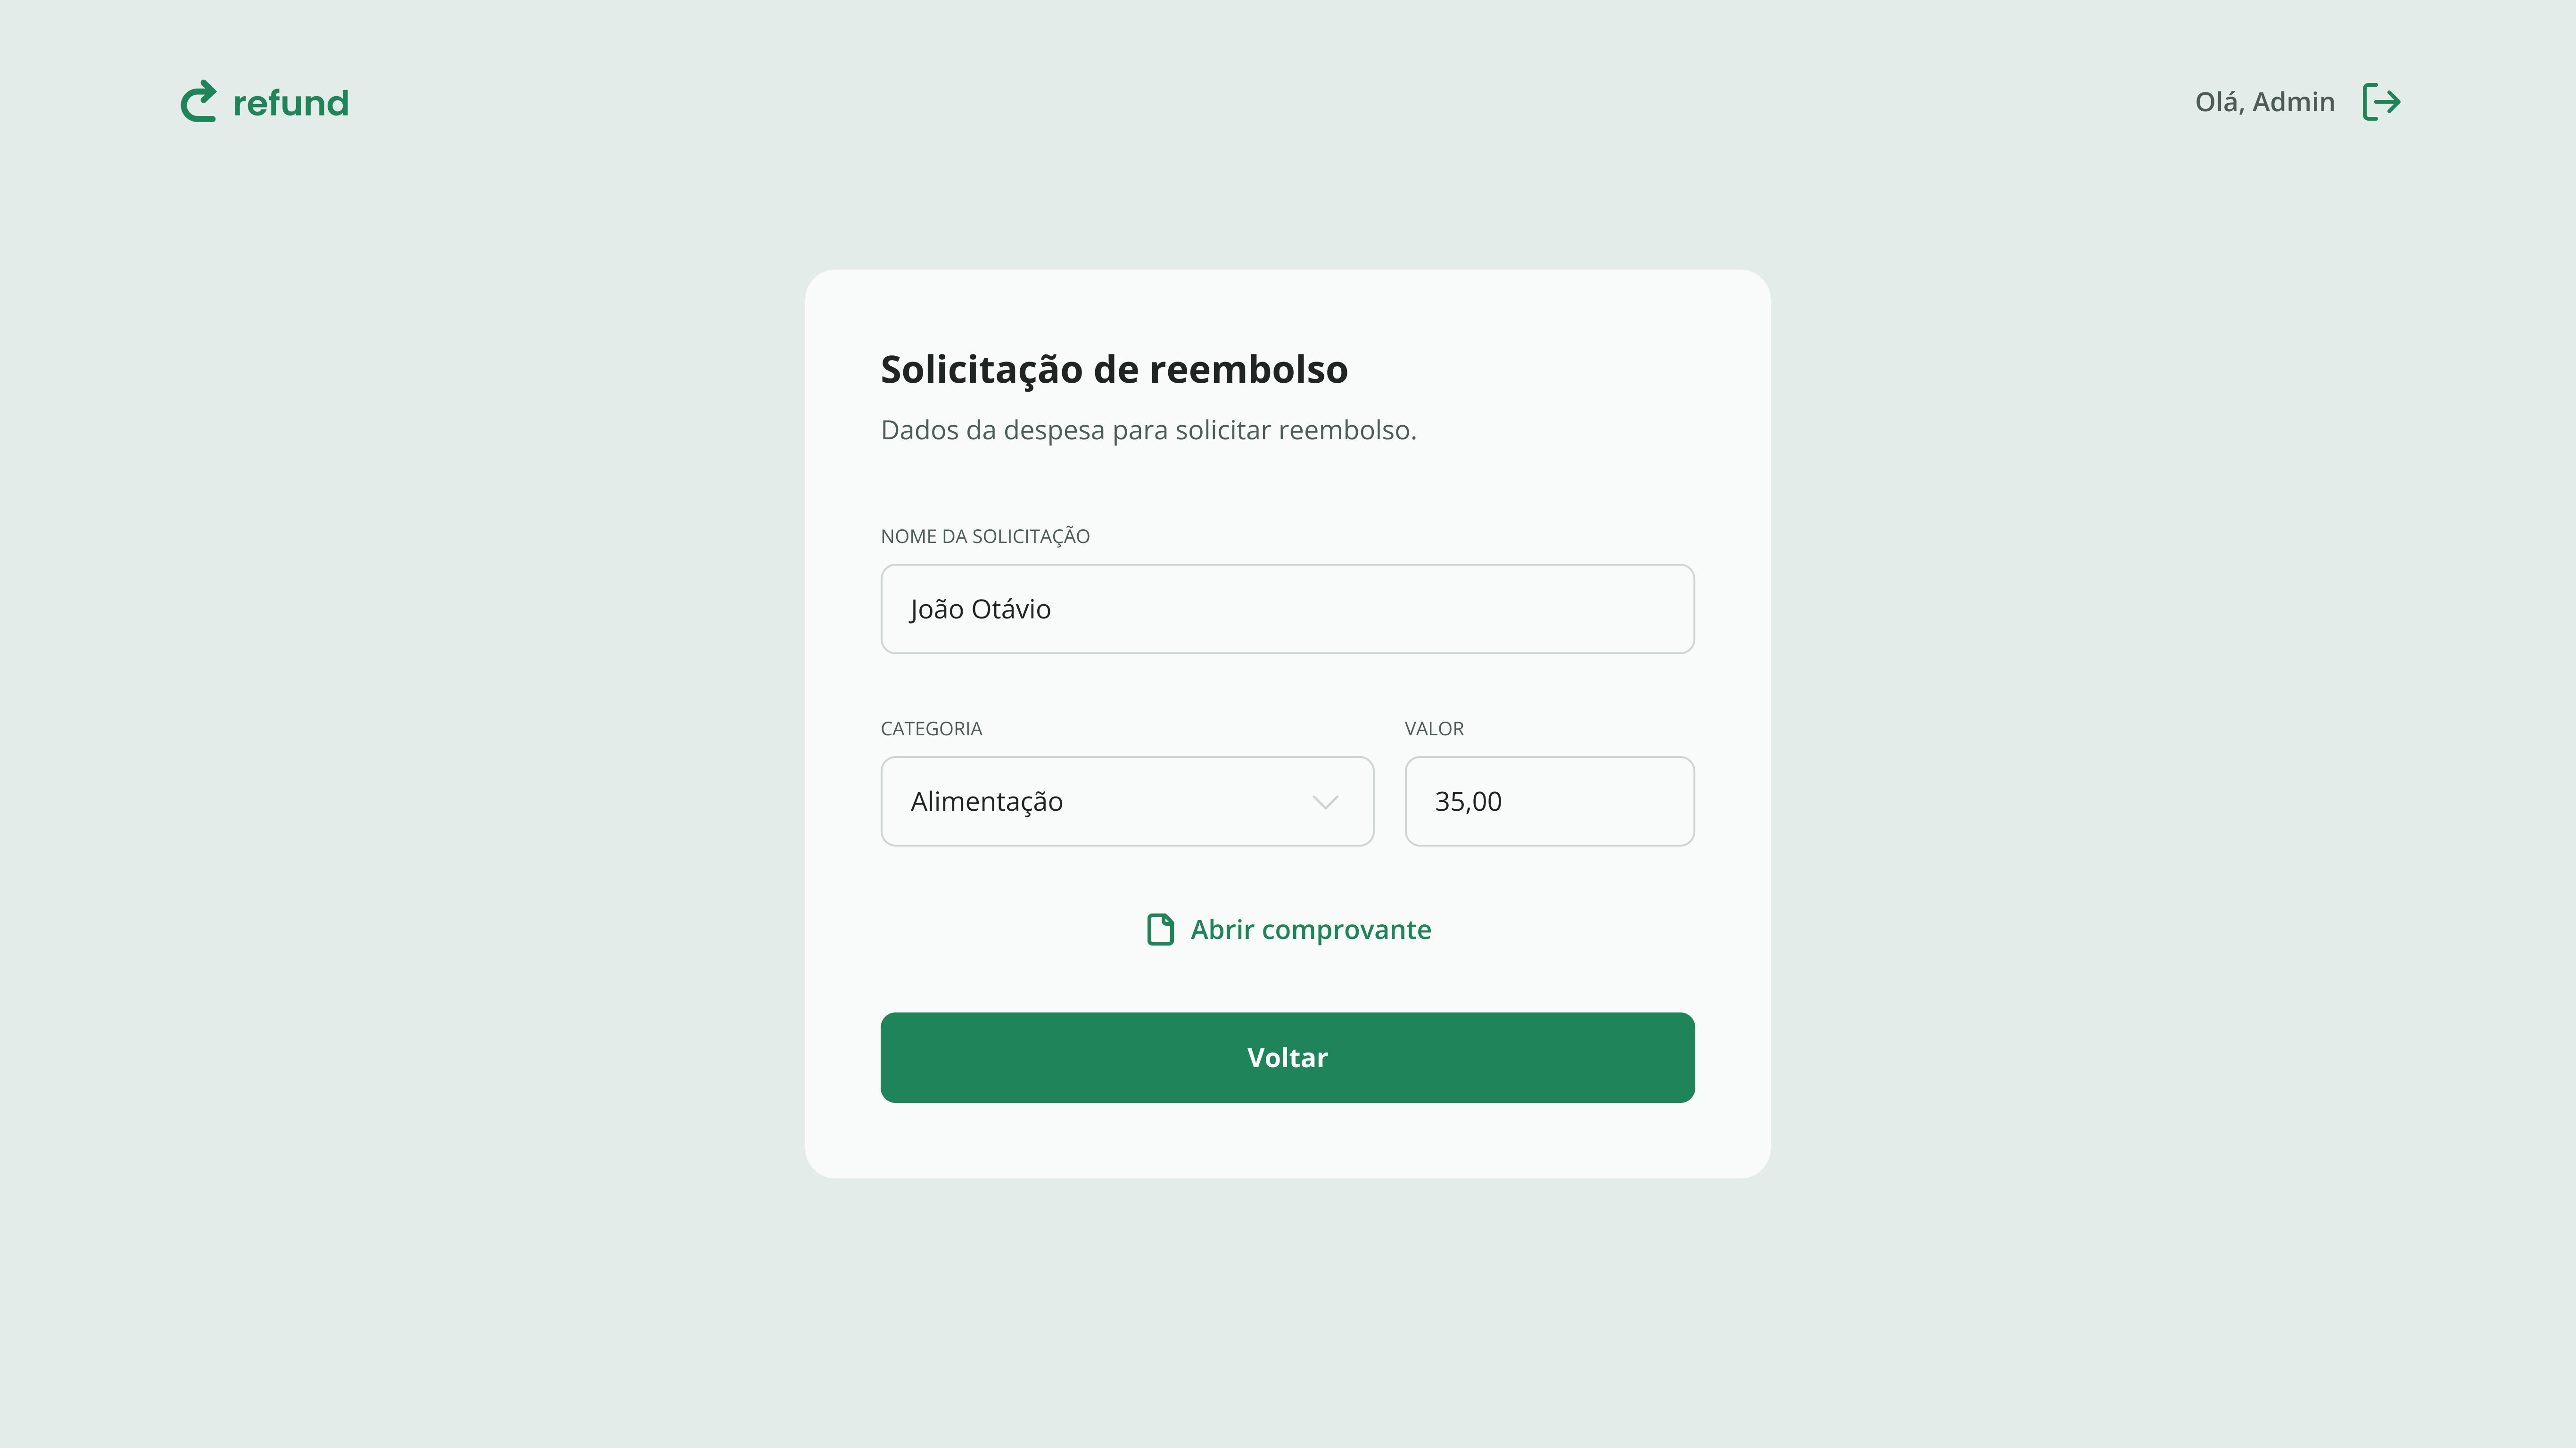 refund
Olá, Admin
Solicitação de reembolso
Dados da despesa para solicitar reembolso.
NOME DA SOLICITAÇÃO
João Otávio
CATEGORIA
VALOR
Alimentação
35,00
Abrir comprovante
Voltar